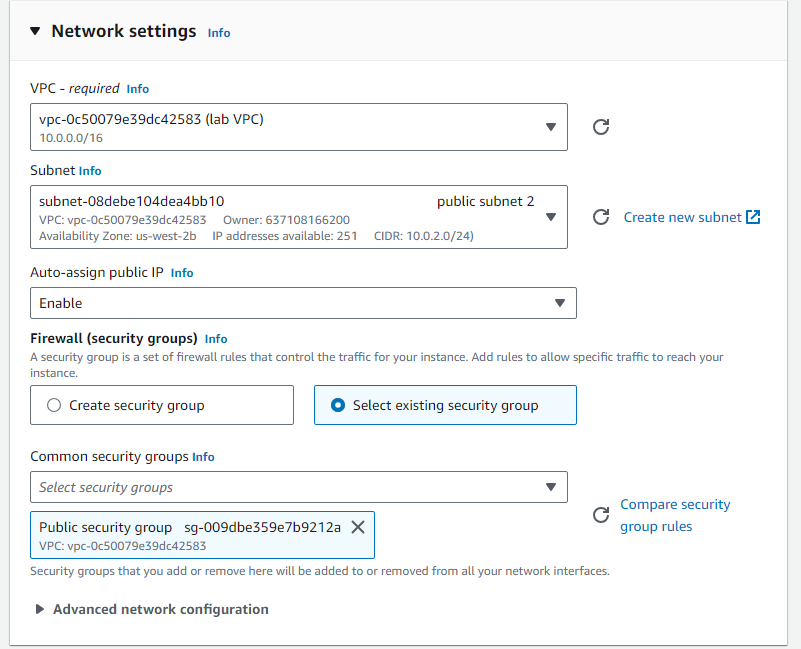 Network settings Info
VPC - required Info
vpc-0c50079e39dc42583 (lab VPC)
10.0.0.0/16
Subnet Info
subnet-08debe104dea4bb10 public subnet 2
VPC: vpc-0c50079e39dc42583 Owner: 637108166200
Availability Zone: us-west-2b IP addresses available: 251 CIDR: 10.0.2.0/24)
Create new subnet
Auto-assign public IP Info
Enable
Firewall (security groups) Info
A security group is a set of firewall rules that control the traffic for your instance. Add rules to allow specific traffic to reach your
instance.
Create security group
Select existing security group
Common security groups Info
Select security groups
Public security group sg-009dbe359e7b9212a
VPC: vpc-0c50079e39dc42583
Compare security
group rules
Security groups that you add or remove here will be added to or removed from all your network interfaces.
Advanced network configuration